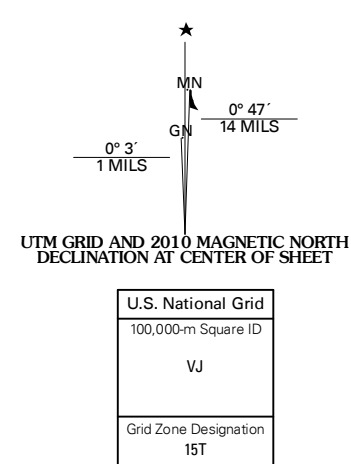 MN
0° 47´
14 MILS
GN
0° 3´
1 MILS
UTM GRID AND 2010 MAGNETIC NORTH
DECLINATION AT CENTER OF SHEET
U.S. National Grid
100,000-m Square ID
VJ
Grid Zone Designation
15T